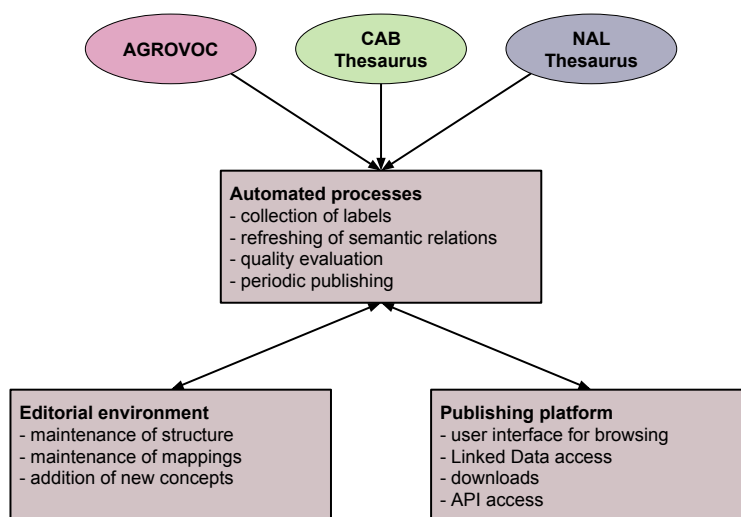 AGROVOC
CAB
Thesaurus
NAL
Thesaurus
Automated processes
- collection of labels
- refreshing of semantic relations
- quality evaluation
- periodic publishing
Editorial environment
- maintenance of structure
- maintenance of mappings
- addition of new concepts
Publishing platform
- user interface for browsing
- Linked Data access
- downloads
- API access